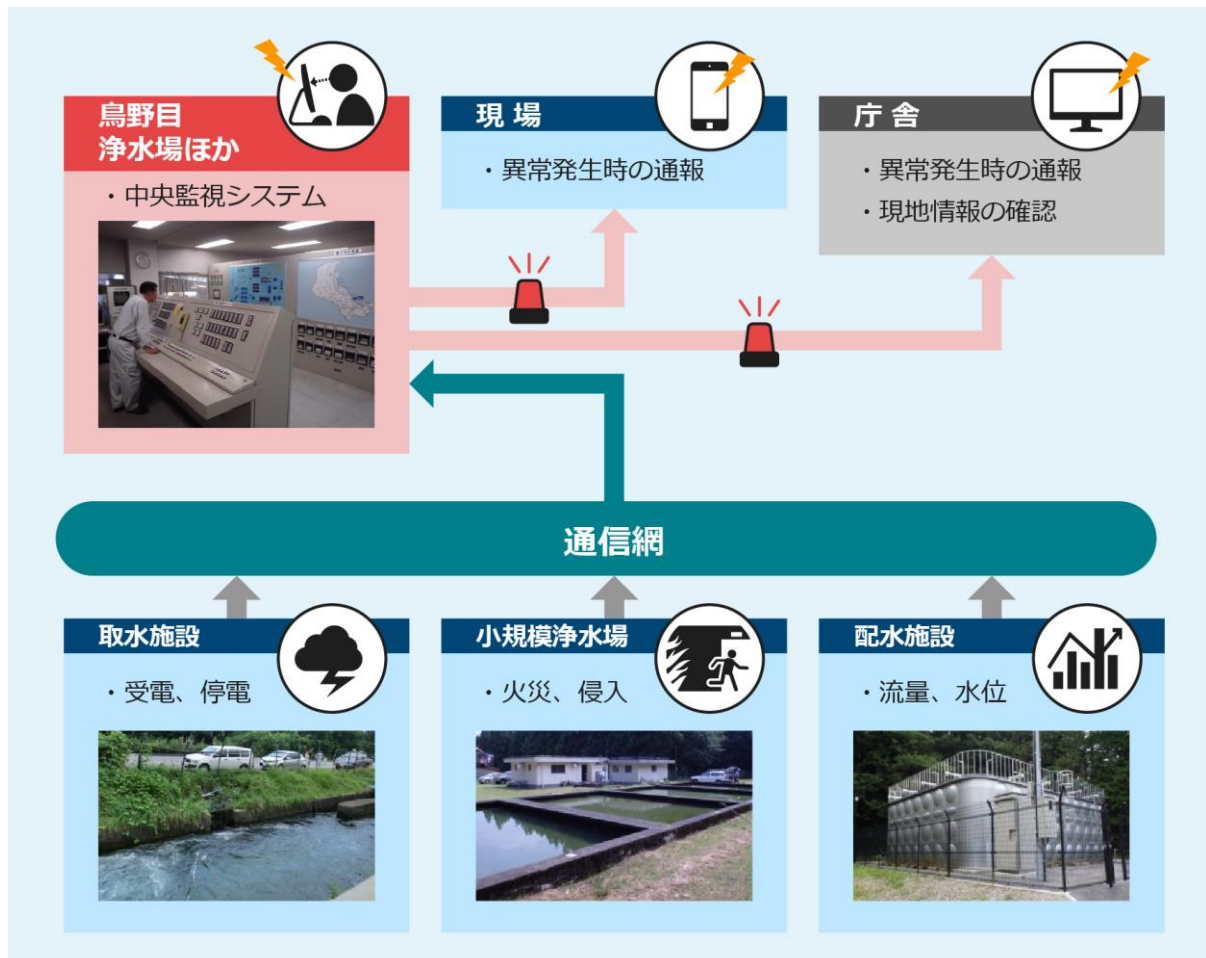 鳥野目
浄水場ほか
・中央監視システム
現場
・異常発生時の通報
庁舎
・異常発生時の通報
・現地情報の確認
通信網
取水施設
・受電、停電
小規模浄水場
・火災、侵入
配水施設
・流量、水位